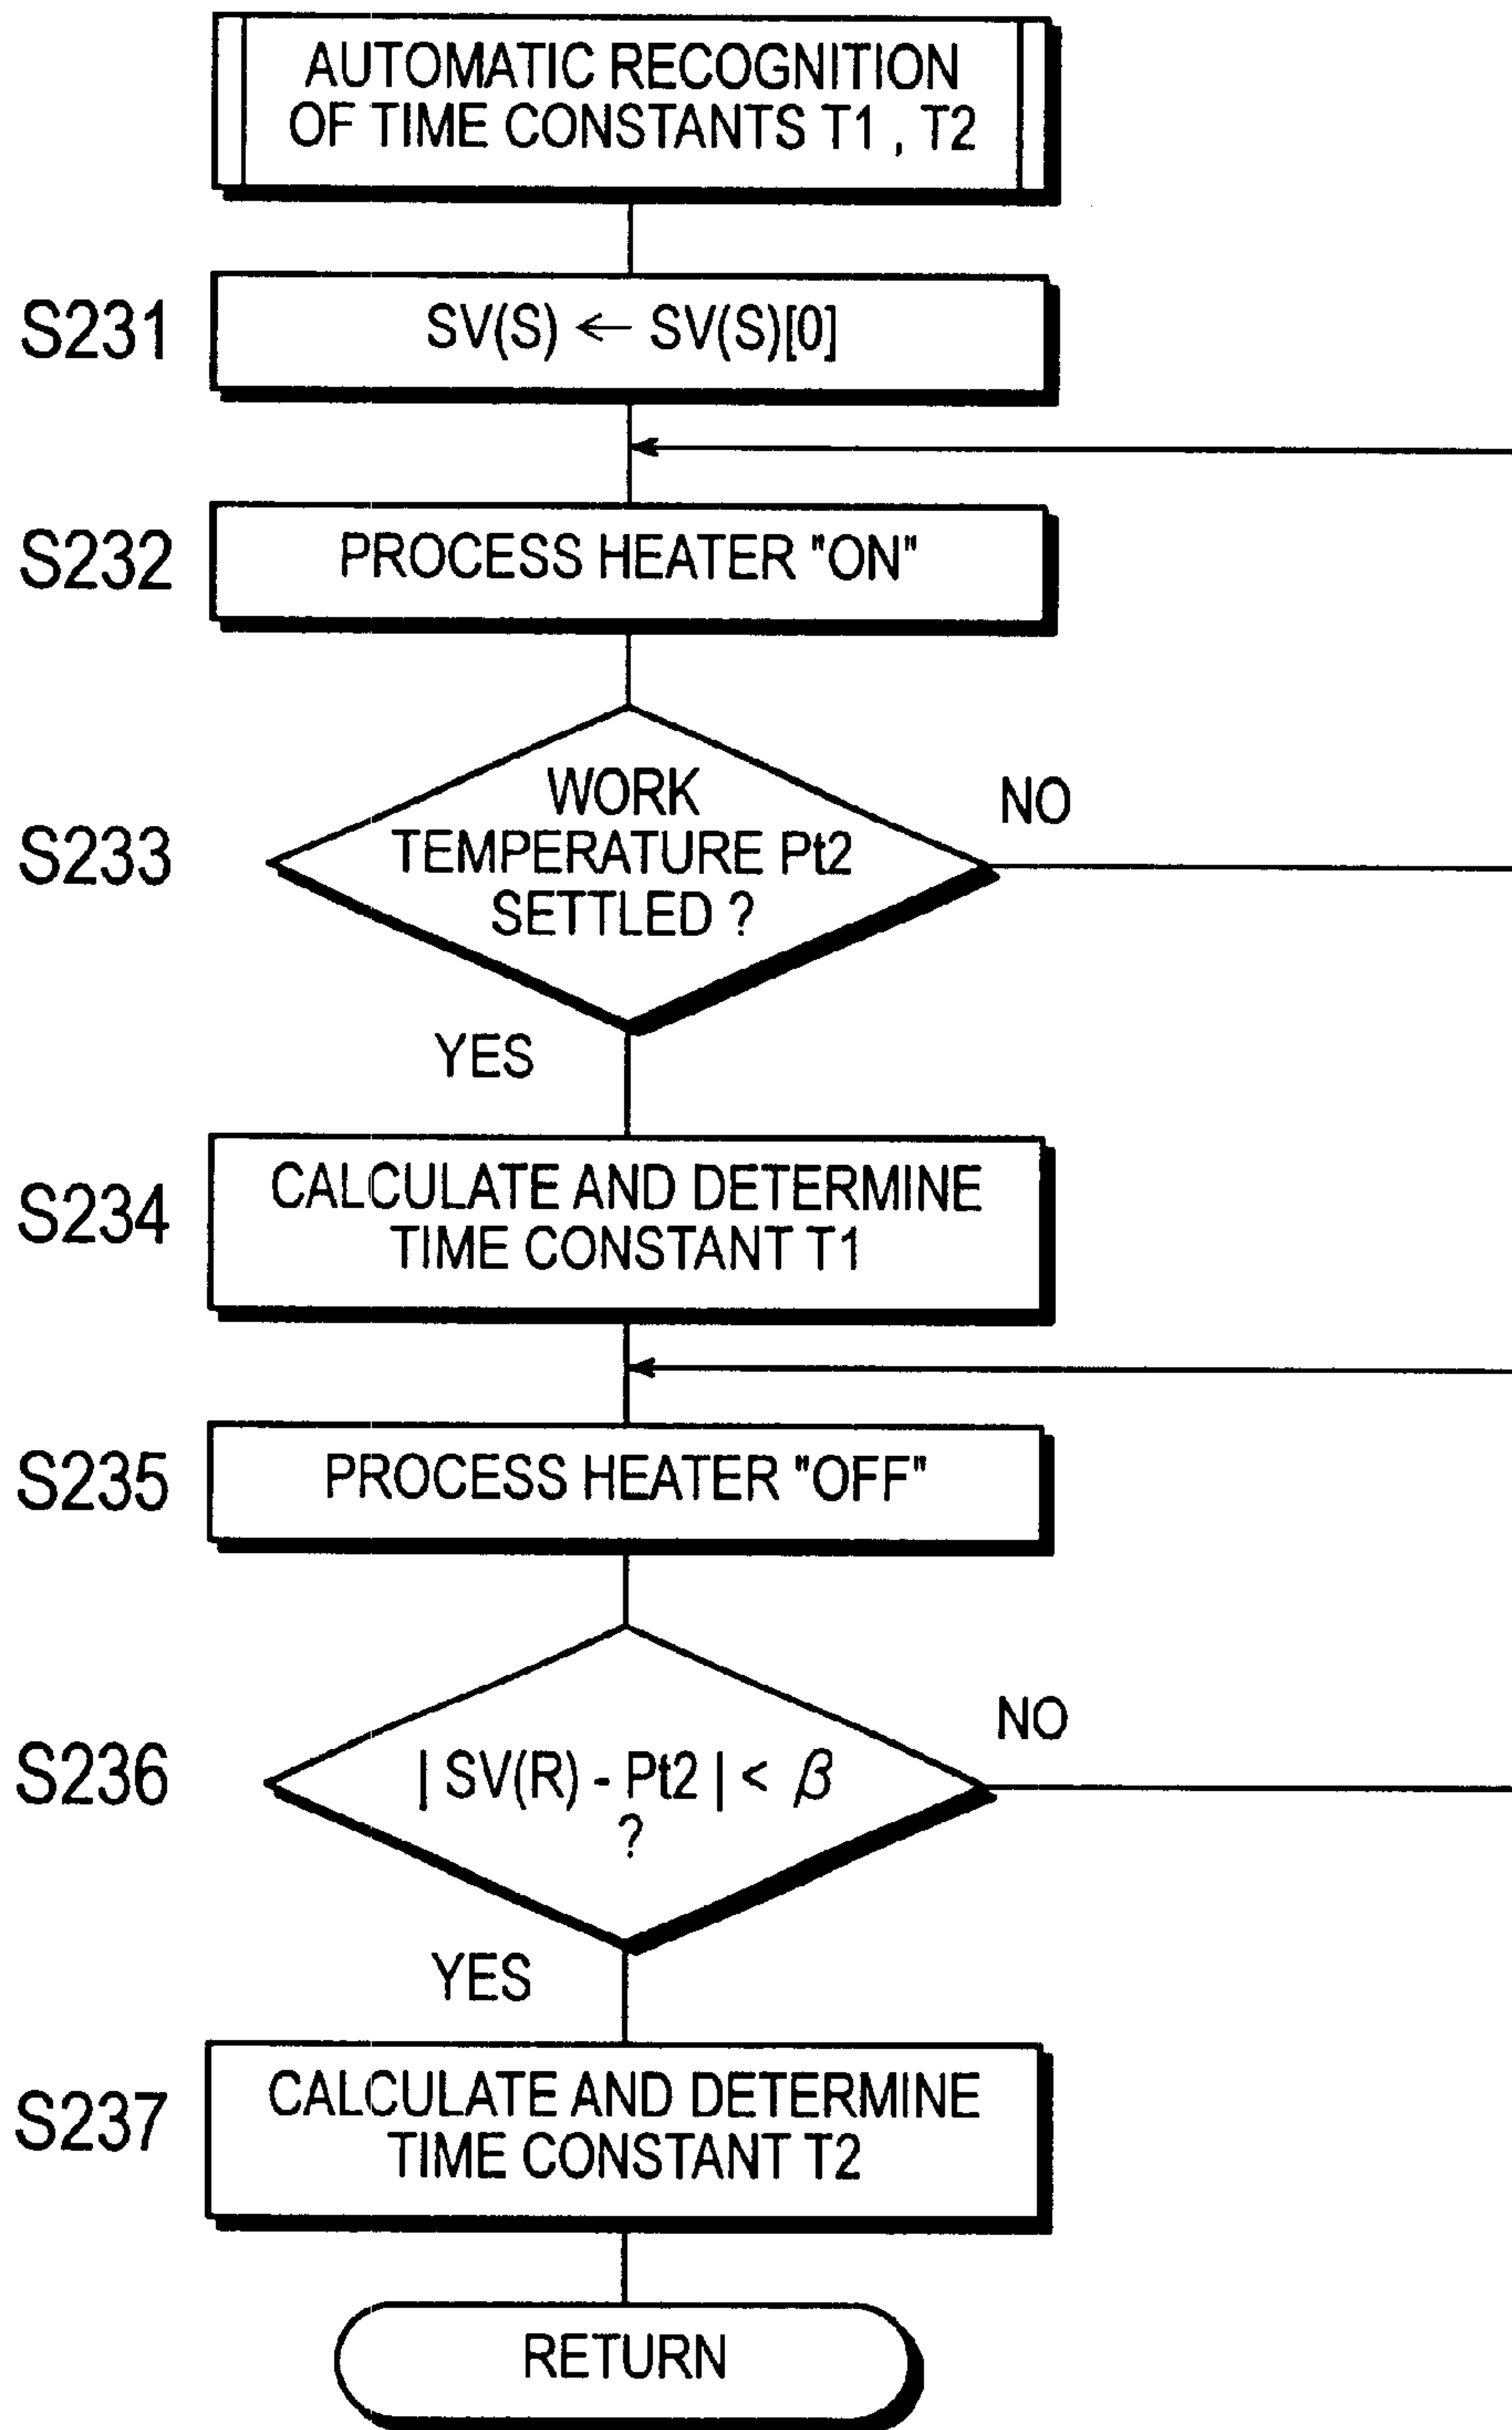 AUTOMATIC RECOGNITION
OF TIME CONSTANTS T1 , T2
S231
SV(S) ← SV(S)[0]
S232
PROCESS HEATER "ON"
S233
WORK
TEMPERATURE Pt2
SETTLED ?
NO
YES
S234
CALCULATE AND DETERMINE
TIME CONSTANT T1
S235
PROCESS HEATER "OFF"
S236
| SV(R) - Pt2 | < β
?
NO
YES
S237
CALCULATE AND DETERMINE
TIME CONSTANT T2
RETURN